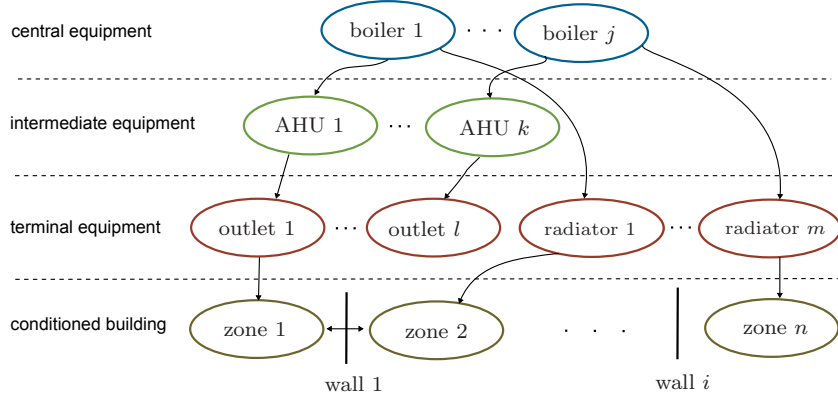 central equipment
boiler 1 · · · boiler j
intermediate equipment
AHU 1 ··· AHU k
terminal equipment
outlet 1 ··· outlet l
radiator 1 ··· radiator m
conditioned building
zone 1
zone 2
· · ·
zone n
wall 1
wall i